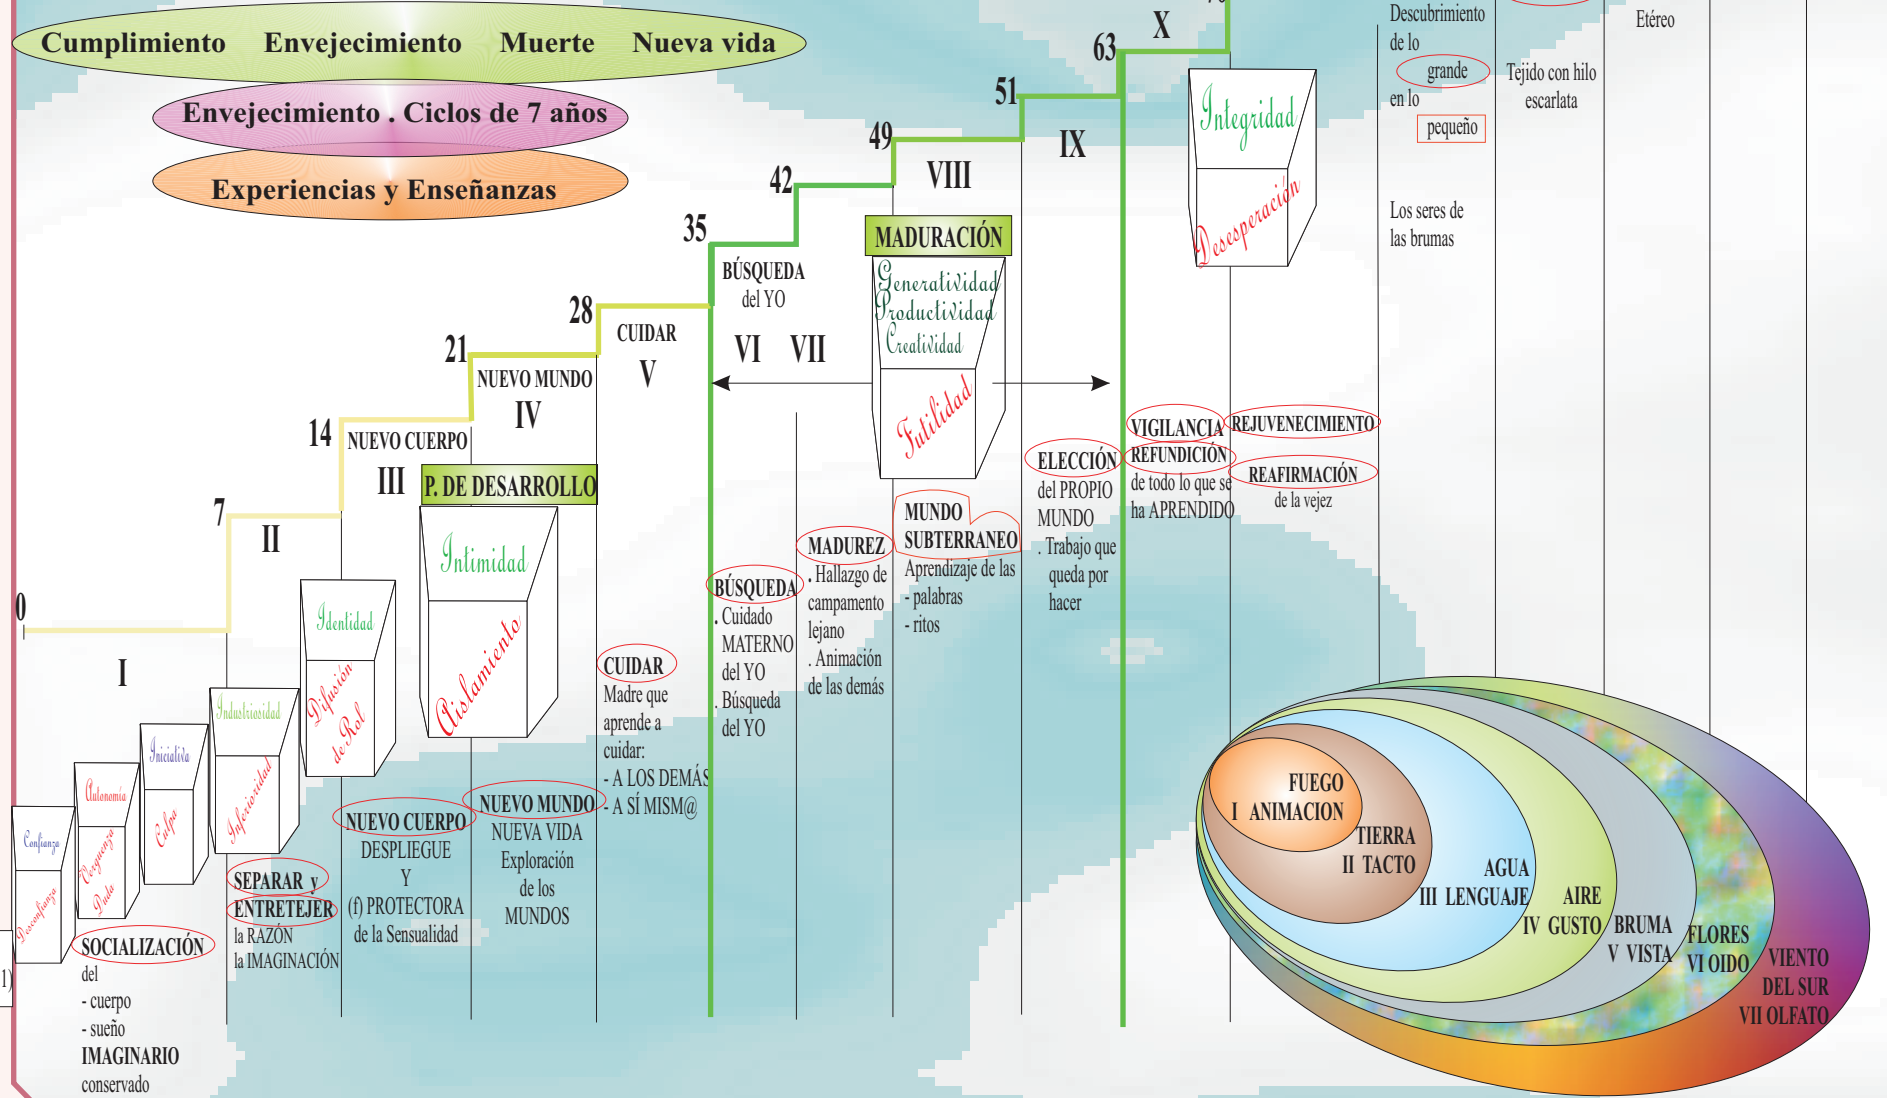 Cumplimiento Envejecimiento Muerte Nueva vida
Envejecimiento . Ciclos de 7 años
Experiencias y Enseñanzas
0
I
7
II
14
NUEVO CUERPO
III
21
NUEVO MUNDO
IV
28
CUIDAR
V
35
BÚSQUEDA
del YO
VI
42
VII
49
VIII
51
IX
63
X
Confianza
Desconfianza
Autonomía
Verguenza
Duda
Iniciativa
Culpa
Industriosidad
Inferioridad
Identidad
Difusión
de Rol
P. DE DESARROLLO
Intimidad
Aislamiento
MADURACIÓN
Generatividad
Productividad
Creatividad
Futilidad
Integridad
Desesperación
1)
SOCIALIZACIÓN
del
- cuerpo
- sueño
IMAGINARIO
conservado
SEPARAR y
ENTRETEJER
la RAZÓN
la IMAGINACIÓN
NUEVO CUERPO
DESPLIEGUE
Y
(f) PROTECTORA
de la Sensualidad
NUEVO MUNDO
NUEVA VIDA
Exploración
de los
MUNDOS
CUIDAR
Madre que
aprende a
cuidar:
- A LOS DEMÁS
- A SÍ MISM@
BÚSQUEDA
. Cuidado
MATERNO
del YO
. Búsqueda
del YO
MADUREZ
. Hallazgo de
campamento
lejano
. Animación
de las demás
MUNDO
SUBTERRANEO
Aprendizaje de las
- palabras
- ritos
ELECCIÓN
del PROPIO
MUNDO
. Trabajo que
queda por
hacer
VIGILANCIA
REFUNDICIÓN
de todo lo que se
ha APRENDIDO
REJUVENECIMIENTO
REAFIRMACIÓN
de la vejez
Descubrimiento
de lo
grande
en lo
pequeño
Los seres de
las brumas
Tejido con hilo
escarlata
Etéreo
FUEGO
I ANIMACION
TIERRA
II TACTO
AGUA
III LENGUAJE
AIRE
IV GUSTO
BRUMA
V VISTA
FLORES
VI OIDO
VIENTO
DEL SUR
VII OLFATO